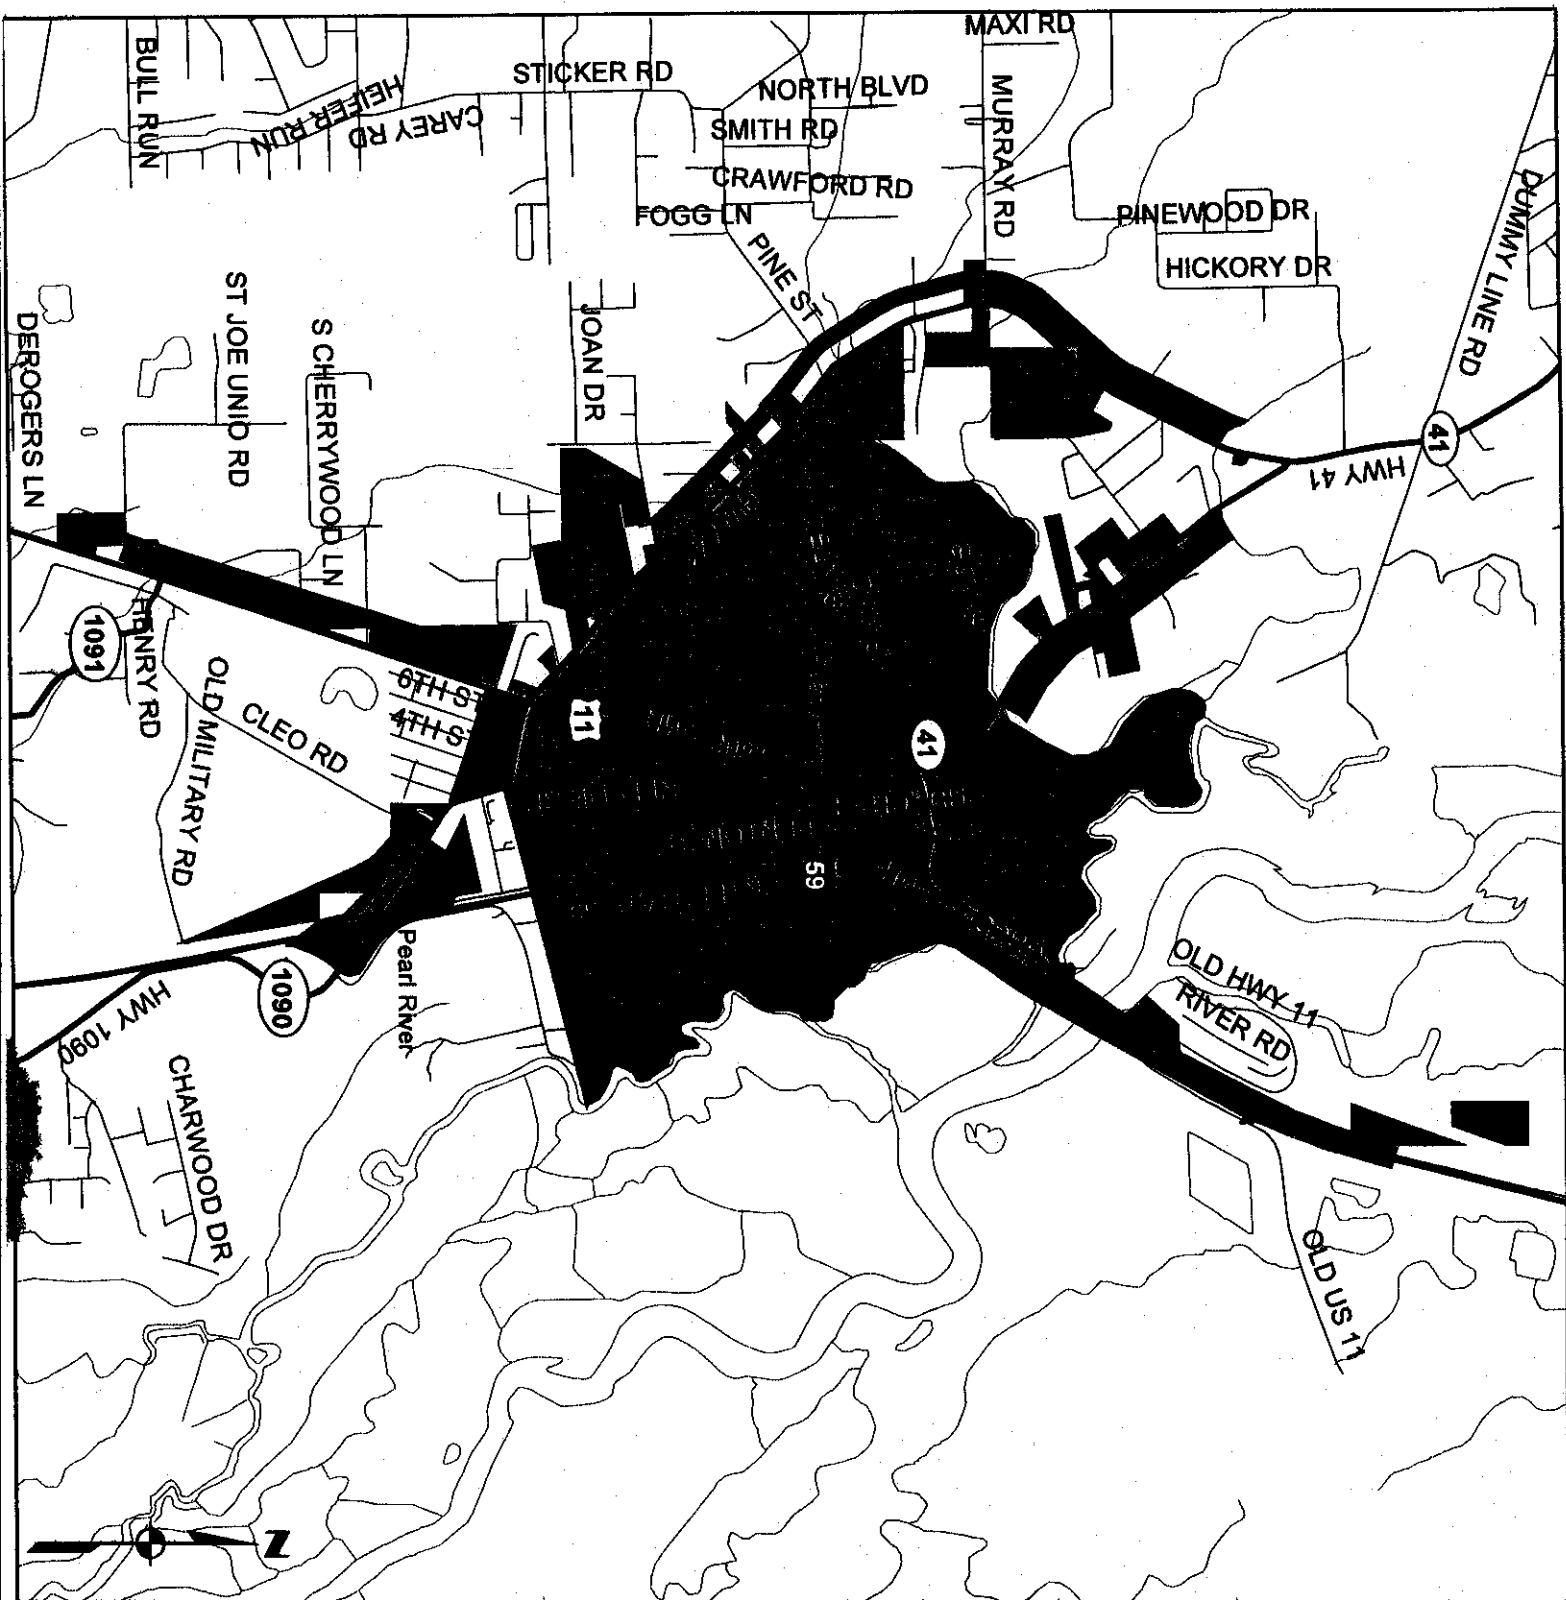 MAXI RD
BULL RUN
HEIFER RUN
CAREY RD
STICKER RD
NORTH BLVD
SMITH RD
CRAWFORD RD
FOGG LN
PINE ST
MURRAY RD
PINEWOOD DR
HICKORY DR
DUMMY LINE RD
41
HWY 41
DEROGERS LN
ST JOE UNIO RD
S CHERRYWOOD LN
JOAN DR
1091
HENRY RD
OLD MILITARY RD
CLEO RD
6TH ST
4TH ST
11
41
59
Pearl River
1090
HWY 1090
CHARWOOD DR
OLD HWY 11
RIVER RD
OLD US 11
N